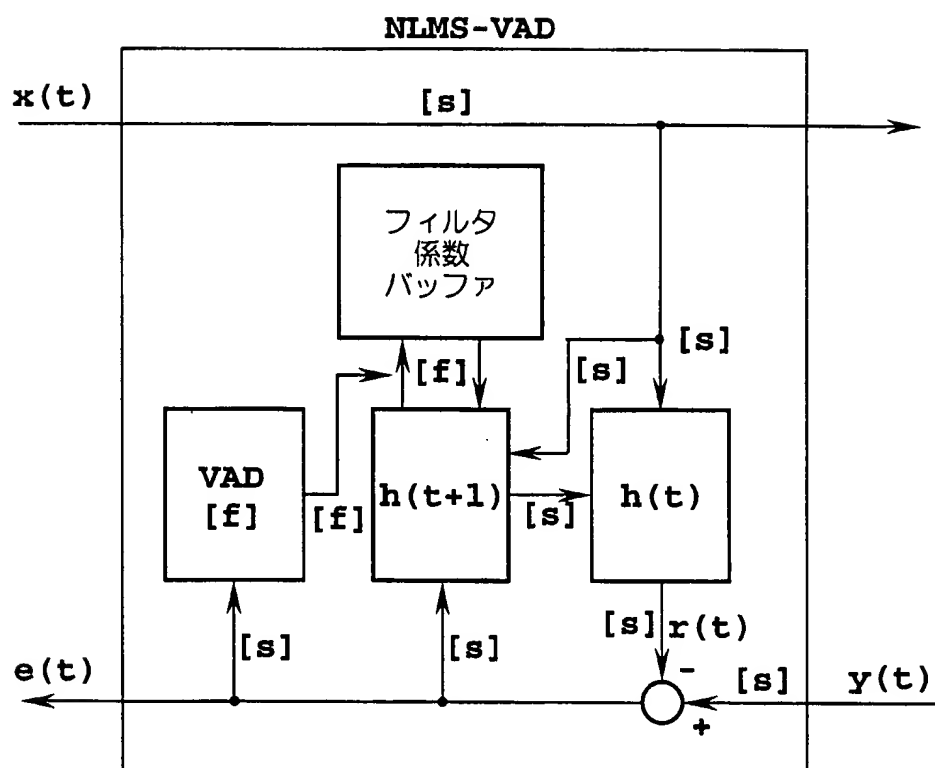 NLMS-VAD
x(t)
[s]
フィルタ
係数
バッファ
[s]
[s]
[f]
VAD
[f]
[f]
h(t+1)
[s]
h(t)
[s]
r(t)
[s]
[s]
-
[s]
e(t)
y(t)
+